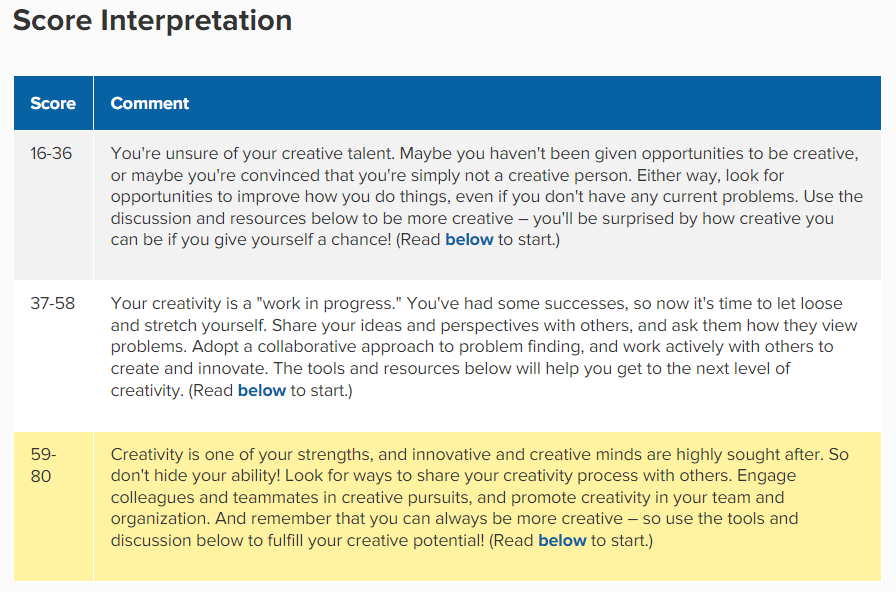 Score Interpretation
Score Comment
16-36 You're unsure of your creative talent. Maybe you haven't been given opportunities to be creative,
or maybe you're convinced that you're simply not a creative person. Either way, look for
opportunities to improve how you do things, even if you don't have any current problems. Use the
discussion and resources below to be more creative – you'll be surprised by how creative you
can be if you give yourself a chance! (Read below to start.)
37-58 Your creativity is a "work in progress." You've had some successes, so now it's time to let loose
and stretch yourself. Share your ideas and perspectives with others, and ask them how they view
problems. Adopt a collaborative approach to problem finding, and work actively with others to
create and innovate. The tools and resources below will help you get to the next level of
creativity. (Read below to start.)
59- Creativity is one of your strengths, and innovative and creative minds are highly sought after. So
80 don't hide your ability! Look for ways to share your creativity process with others. Engage
colleagues and teammates in creative pursuits, and promote creativity in your team and
organization. And remember that you can always be more creative – so use the tools and
discussion below to fulfill your creative potential! (Read below to start.)